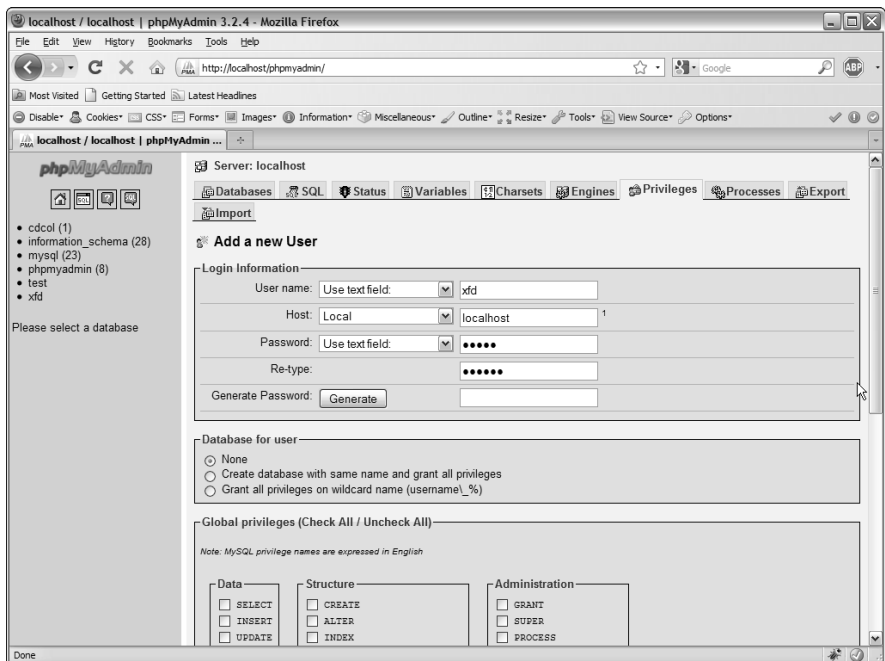 localhost / localhost | phpMyAdmin 3.2.4 - Mozilla Firefox
File Edit View History Bookmarks Tools Help
PMA http://localhost/phpmyadmin/ Google ABP
Most Visited Getting Started Latest Headlines
Disable Cookies CSS Forms Images Information Miscellaneous Outline Resize Tools View Source Options
PMA localhost / localhost | phpMyAdmin ...
phpMyAdmin
SQL
cdcol (1)
information_schema (28)
mysql (23)
phpmyadmin (8)
test
xfd
Please select a database
Server: localhost
Databases SQL Status Variables Charsets Engines Privileges Processes Export
Import
Add a new User
Login Information
User name: Use text field: xfd
Host: Local localhost 1
Password: Use text field: •••••
Re-type: ••••••
Generate Password: Generate
Database for user
None
Create database with same name and grant all privileges
Grant all privileges on wildcard name (username\_%)
Global privileges (Check All / Uncheck All)
Note: MySQL privilege names are expressed in English
Data Structure Administration
SELECT CREATE GRANT
INSERT ALTER SUPER
UPDATE INDEX PROCESS
Done